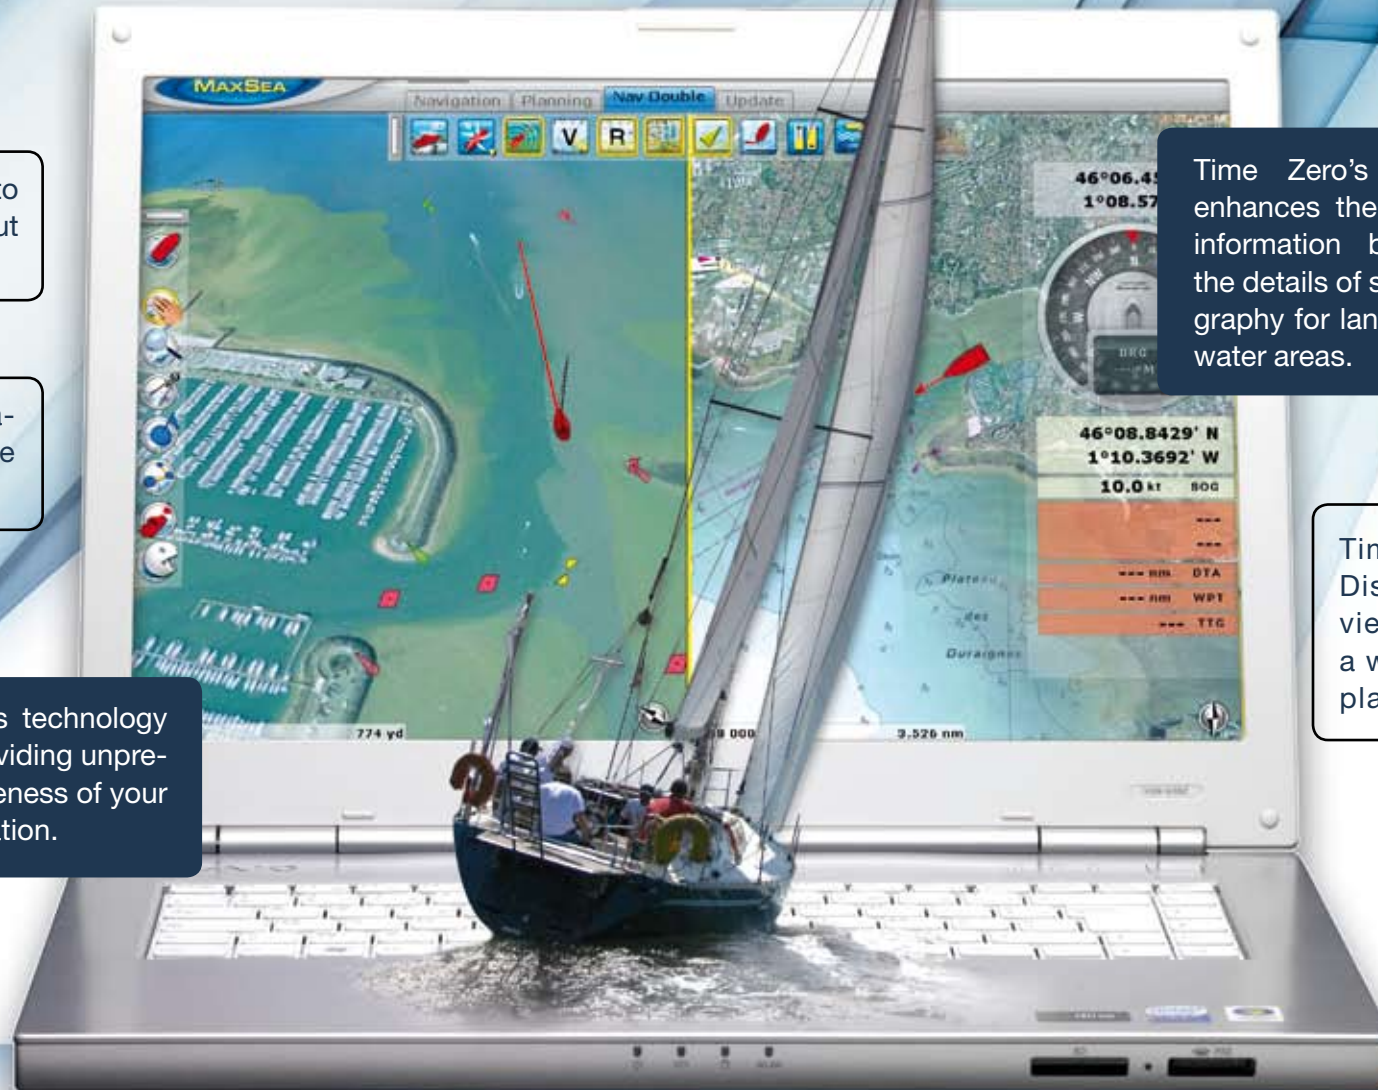 MAXSEA
Navigation Planning Nav Double Update
V R
to
ut
a-
e
s technology
viding unpre-
eness of your
ation.
46°06.4
1°08.57
Time Zero's
enhances the
information b
the details of s
graphy for lan
water areas.
N
W
BRG
M
46°08.8429' N
1°10.3692' W
10.0 kt SOG
---
---
--- nm DTA
--- nm WPT
--- TTG
Plateau
des
Duraignes
774 yd
000
3.526 nm
Tim
Dis
vie
a w
pla